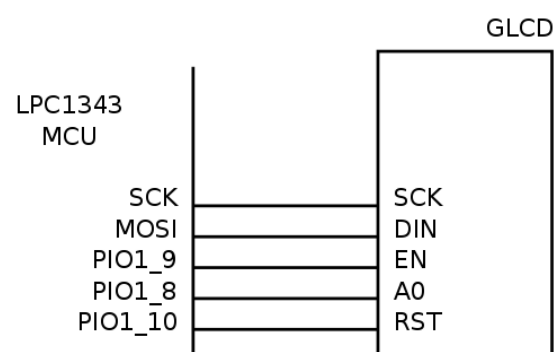 GLCD
LPC1343
MCU
SCK SCK
MOSI DIN
PIO1_9 EN
PIO1_8 A0
PIO1_10 RST